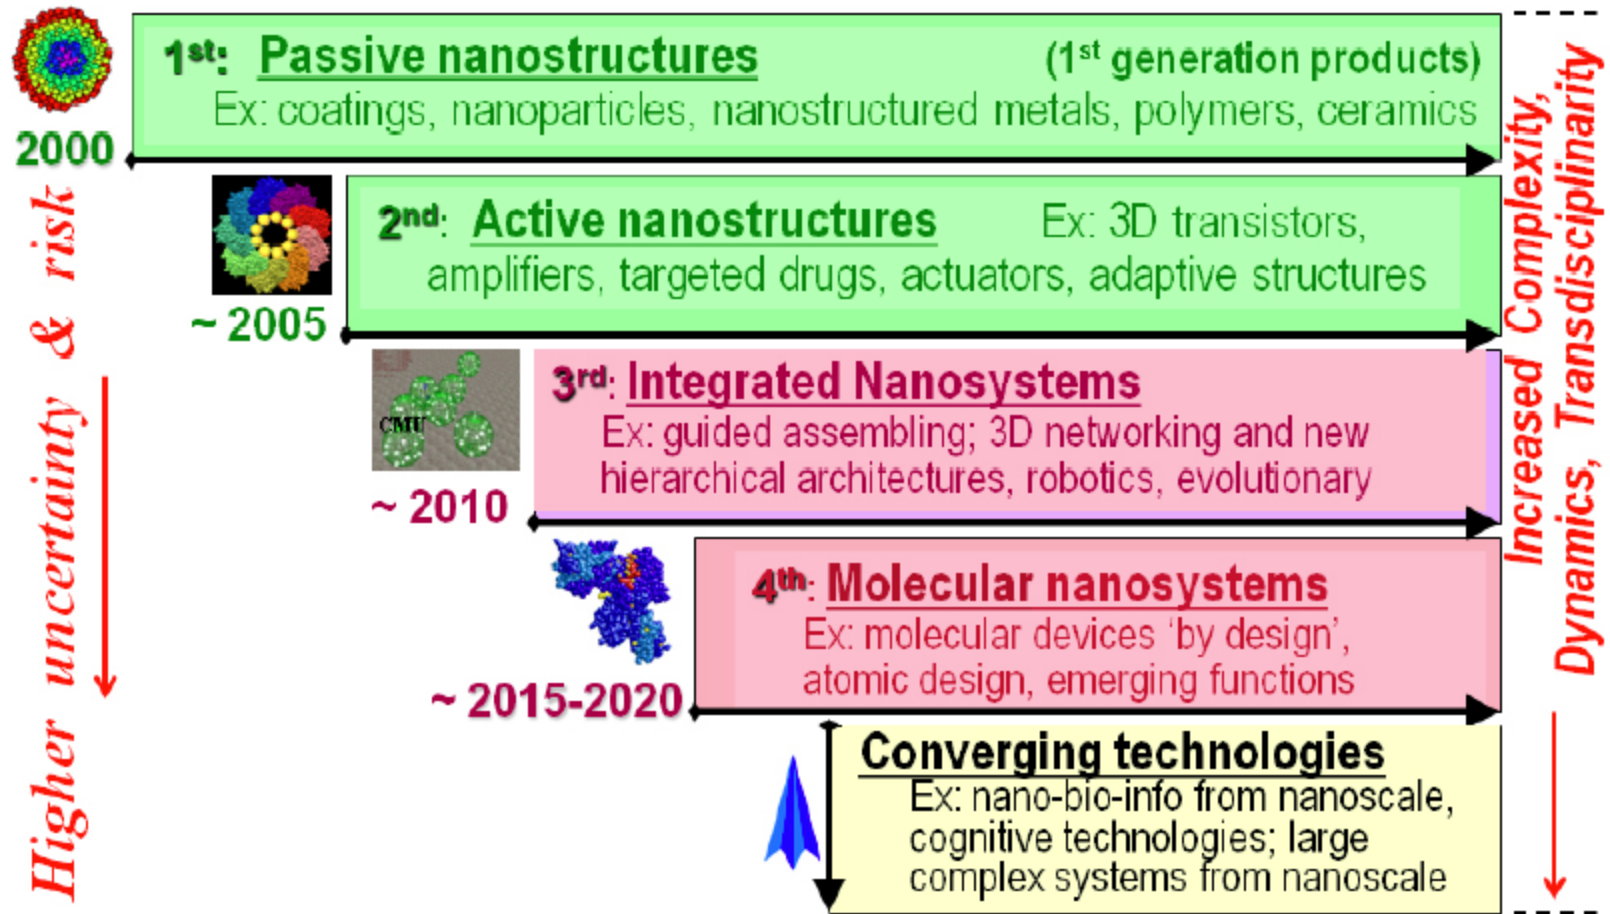 1st: Passive nanostructures (1st generation products)
Ex: coatings, nanoparticles, nanostructured metals, polymers, ceramics
2000
2nd: Active nanostructures Ex: 3D transistors,
amplifiers, targeted drugs, actuators, adaptive structures
~ 2005
3rd: Integrated Nanosystems
CMU
Ex: guided assembling; 3D networking and new
hierarchical architectures, robotics, evolutionary
~ 2010
4th: Molecular nanosystems
Ex: molecular devices ‘by design’,
atomic design, emerging functions
~ 2015-2020
Converging technologies
Ex: nano-bio-info from nanoscale,
cognitive technologies; large
complex systems from nanoscale
Higher uncertainty & risk
Increased Complexity,
Dynamics, Transdisciplinarity